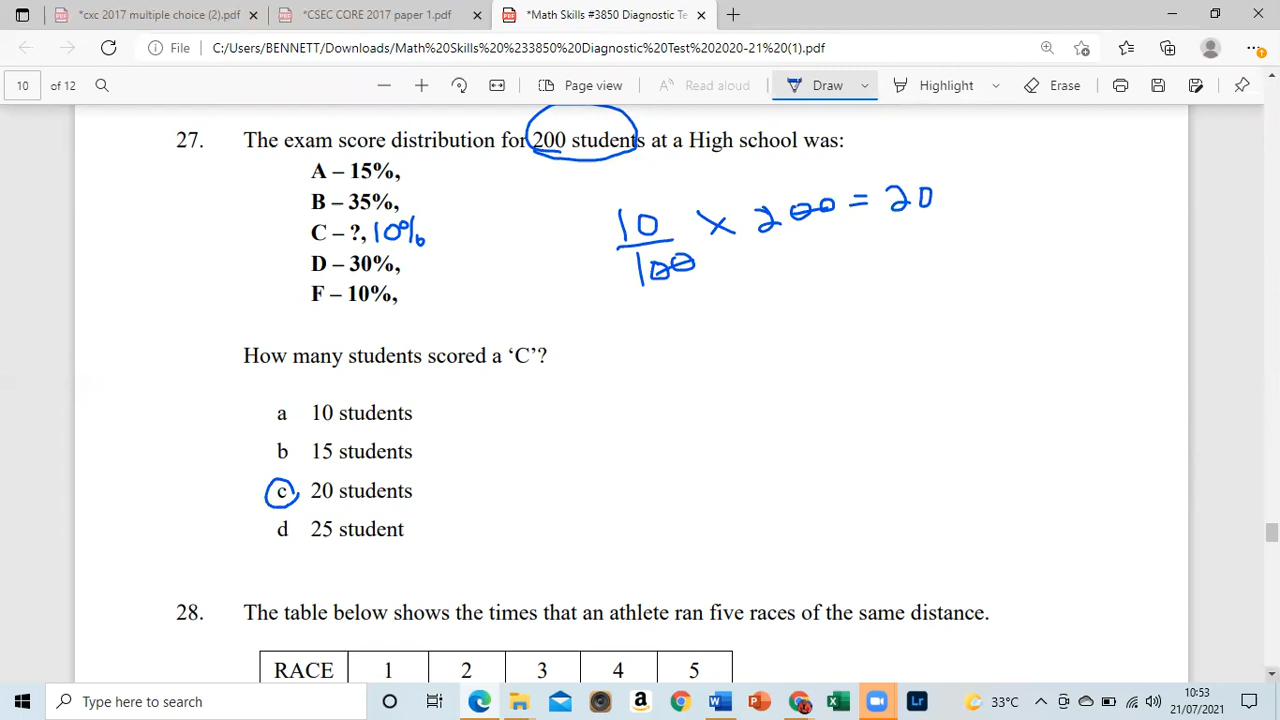 *cxc 2017 multiple choice (2).pdf
*CSEC CORE 2017 paper 1.pdf
*Math Skills #3850 Diagnostic Te
File
C:/Users/BENNETT/Downloads/Math%20Skills%20%233850%20Diagnostic%20Test%202020-21%20(1).pdf
10 of 12
Page view
Read aloud
Draw
Highlight
Erase
27. The exam score distribution for 200 students at a High school was:
A – 15%,
B – 35%,
C – ?, 10%
D – 30%,
F – 10%,
10 × 200 = 20
100
How many students scored a ‘C’?
a 10 students
b 15 students
c 20 students
d 25 student
28. The table below shows the times that an athlete ran five races of the same distance.
RACE 1 2 3 4 5
Type here to search
33°C
10:53
21/07/2021